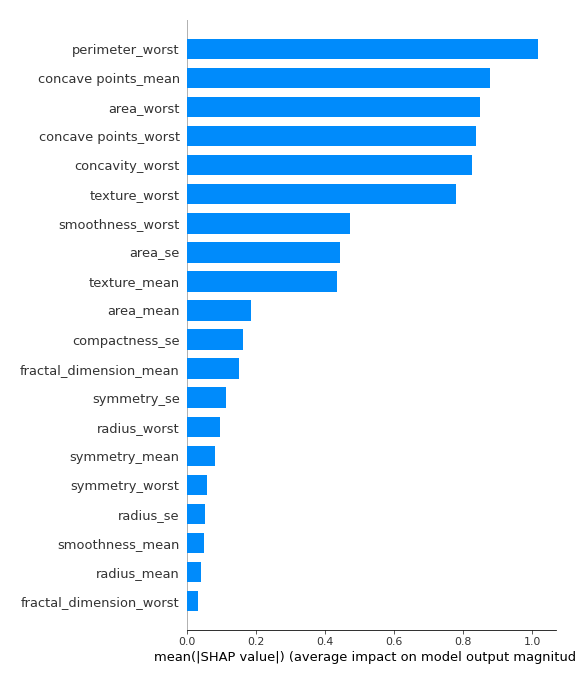 perimeter_worst
concave points_mean
area_worst
concave points_worst
concavity_worst
texture_worst
smoothness_worst
area_se
texture_mean
area_mean
compactness_se
fractal_dimension_mean
symmetry_se
radius_worst
symmetry_mean
symmetry_worst
radius_se
smoothness_mean
radius_mean
fractal_dimension_worst
0.0 0.2 0.4 0.6 0.8 1.0
mean(|SHAP value|) (average impact on model output magnitud